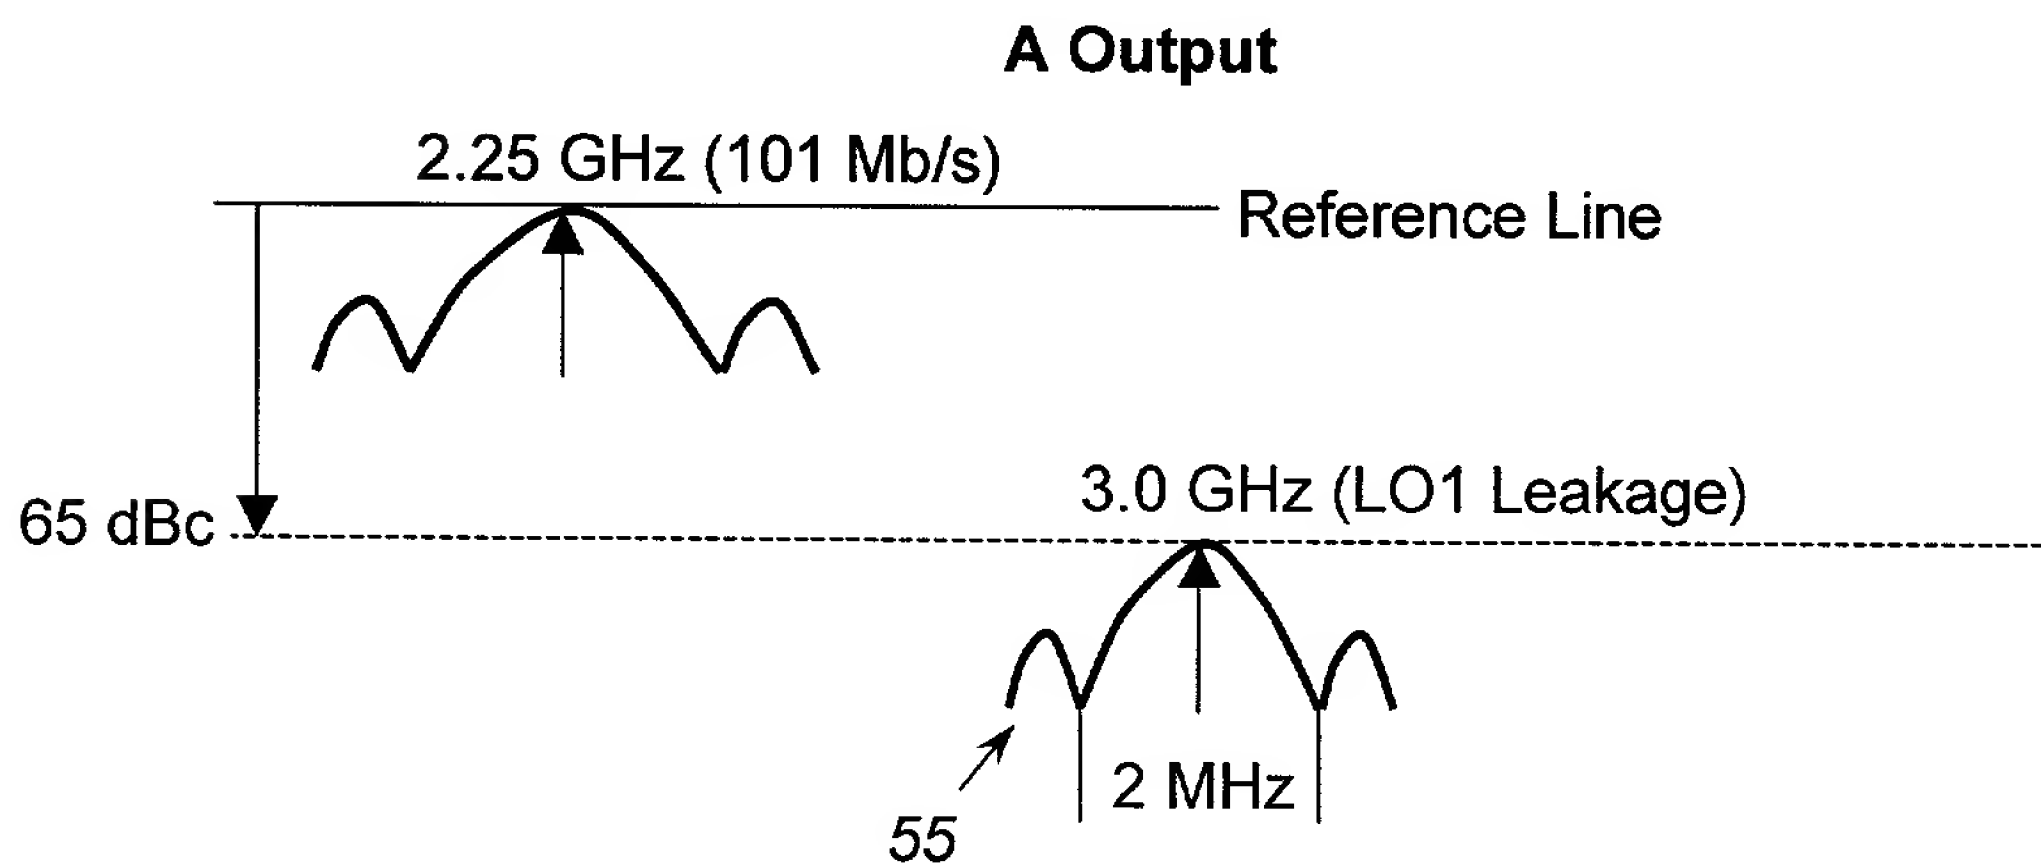 A Output
2.25 GHz (101 Mb/s)
Reference Line
3.0 GHz (LO1 Leakage)
65 dBc
2 MHz
55